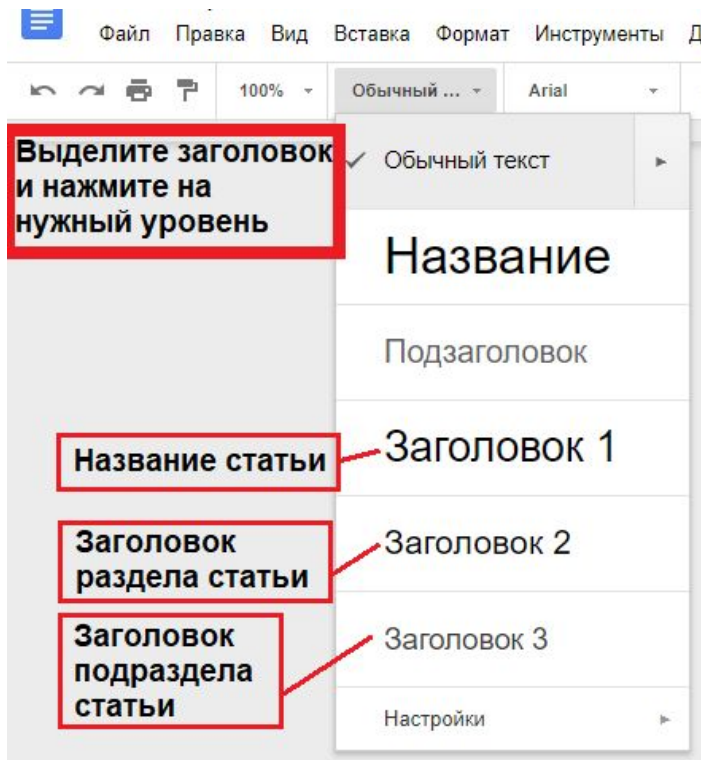 Файл Правка Вид Вставка Формат Инструменты Д
100% Обычный ... Arial
Выделите заголовок
и нажмите на
нужный уровень
Обычный текст
Название
Подзаголовок
Название статьи
Заголовок 1
Заголовок
раздела статьи
Заголовок 2
Заголовок
подраздела
статьи
Заголовок 3
Настройки